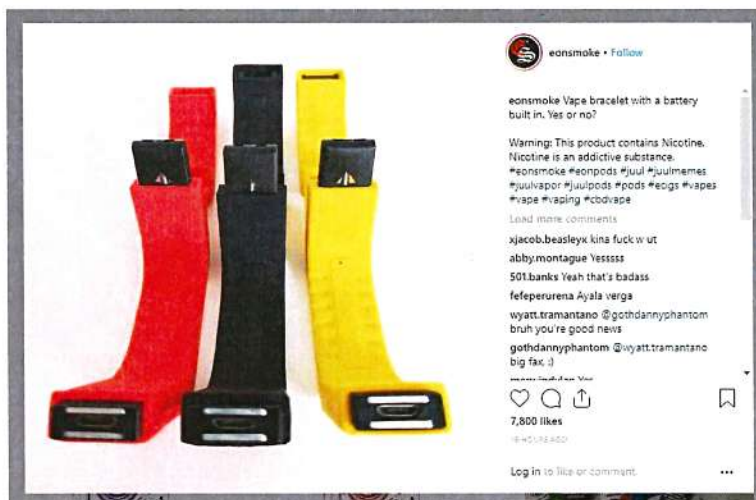 eonsmoke • Follow
eonsmoke Vape bracelet with a battery
built in. Yes or no?
Warning: This product contains Nicotine.
Nicotine is an addictive substance.
#eonsmoke #eonpods #juul #juulmemes
#juulvapor #juulpods #pods #ecigs #vapes
#vape #vaping #cbdvape
Load more comments
xjacob.beasleyx kina fuck w ut
abby.montague Yesssss
501.banks Yeah that's badass
fefeperurena Ayala verga
wyatt.tramantano @gothdannyphantom
bruh you're good news
gothdannyphantom @wyatt.tramantano
big fax, :)
7,800 likes
HOURS AGO
Log in to like or comment.